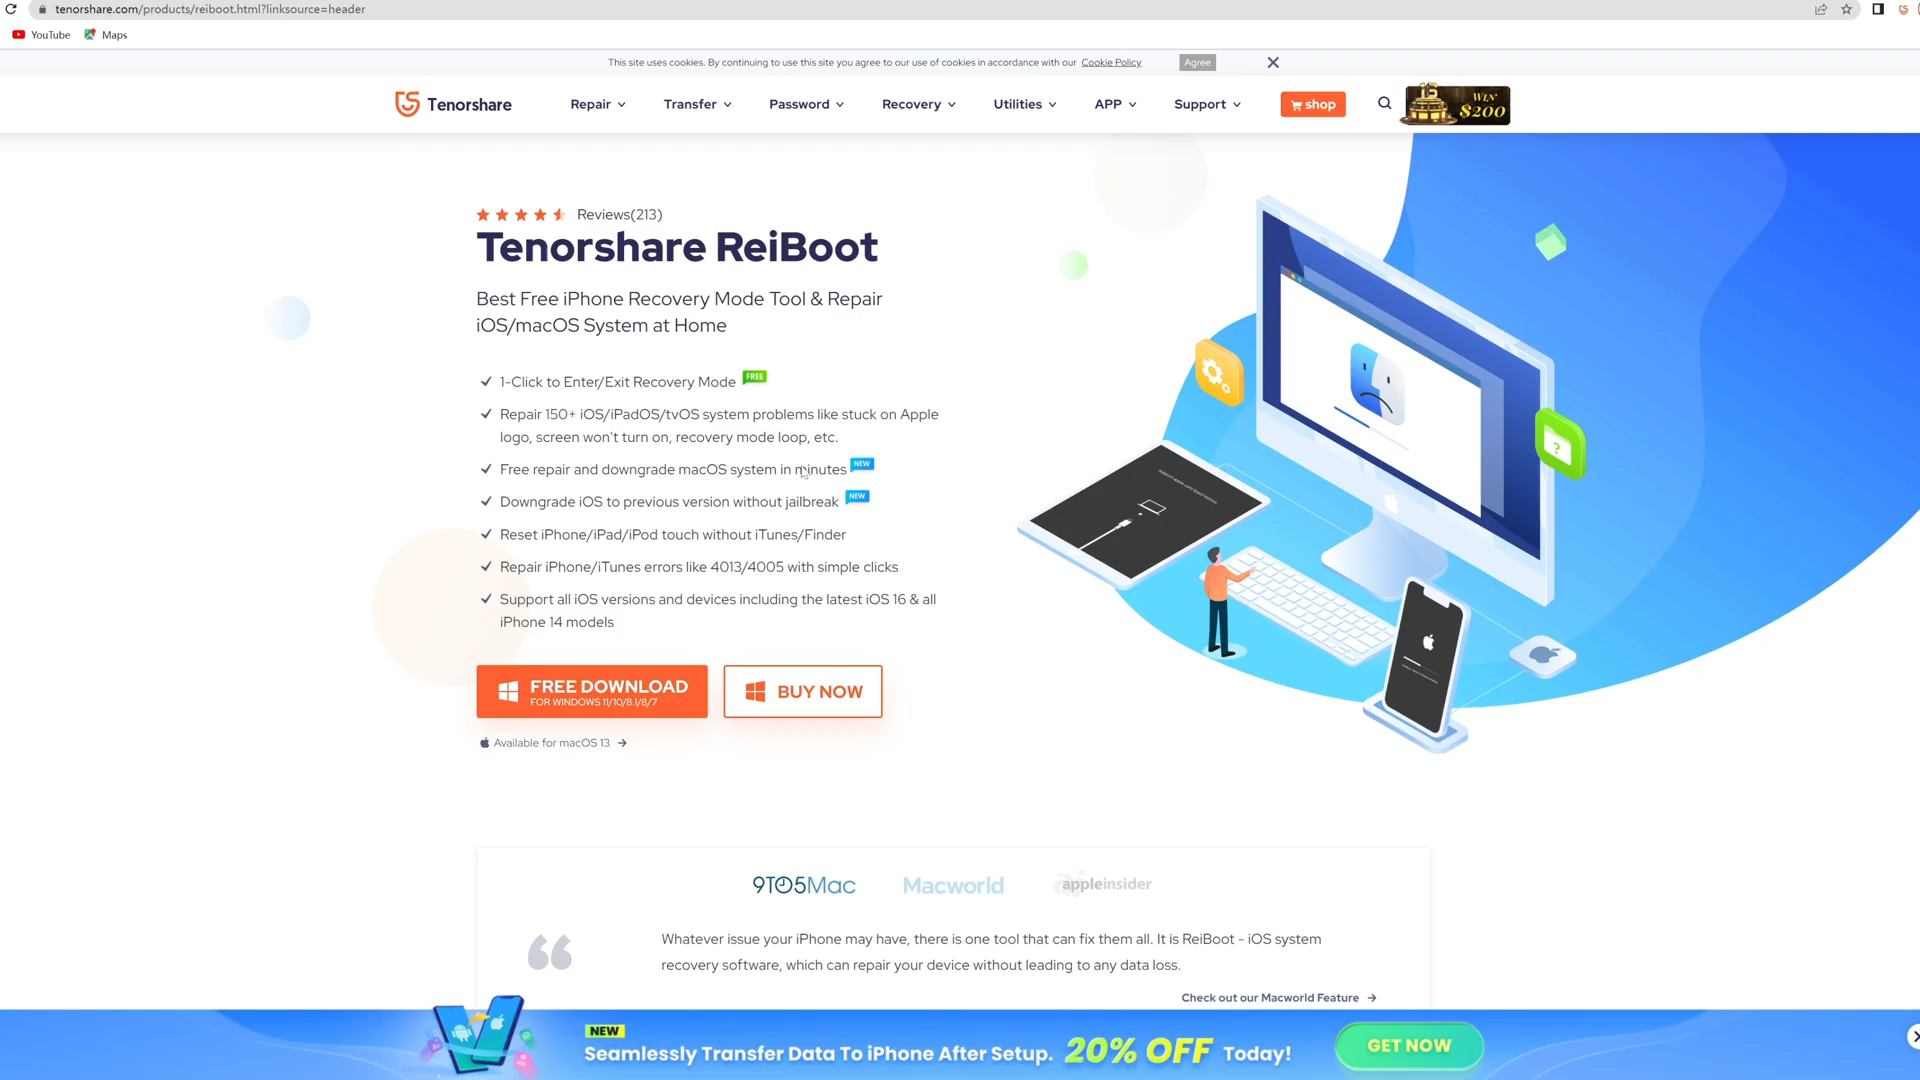 tenorshare.com/products/reiboot.html?linksource=header
YouTube Maps
This site uses cookies. By continuing to use this site you agree to our use of cookies in accordance with our Cookie Policy Agree
Tenorshare Repair Transfer Password Recovery Utilities APP Support shop WIN
$200
Reviews(213)
Tenorshare ReiBoot
Best Free iPhone Recovery Mode Tool & Repair
iOS/macOS System at Home
1-Click to Enter/Exit Recovery Mode FREE
Repair 150+ iOS/iPadOS/tvOS system problems like stuck on Apple
logo, screen won't turn on, recovery mode loop, etc.
Free repair and downgrade macOS system in minutes NEW
Downgrade iOS to previous version without jailbreak NEW
Reset iPhone/iPad/iPod touch without iTunes/Finder
Repair iPhone/iTunes errors like 4013/4005 with simple clicks
Support all iOS versions and devices including the latest iOS 16 & all
iPhone 14 models
FREE DOWNLOAD
FOR WINDOWS 11/10/8.1/8/7
BUY NOW
Available for macOS 13
9TO5Mac Macworld appleinsider
Whatever issue your iPhone may have, there is one tool that can fix them all. It is ReiBoot - iOS system
recovery software, which can repair your device without leading to any data loss.
Check out our Macworld Feature
NEW
Seamlessly Transfer Data To iPhone After Setup. 20% OFF Today!
GET NOW